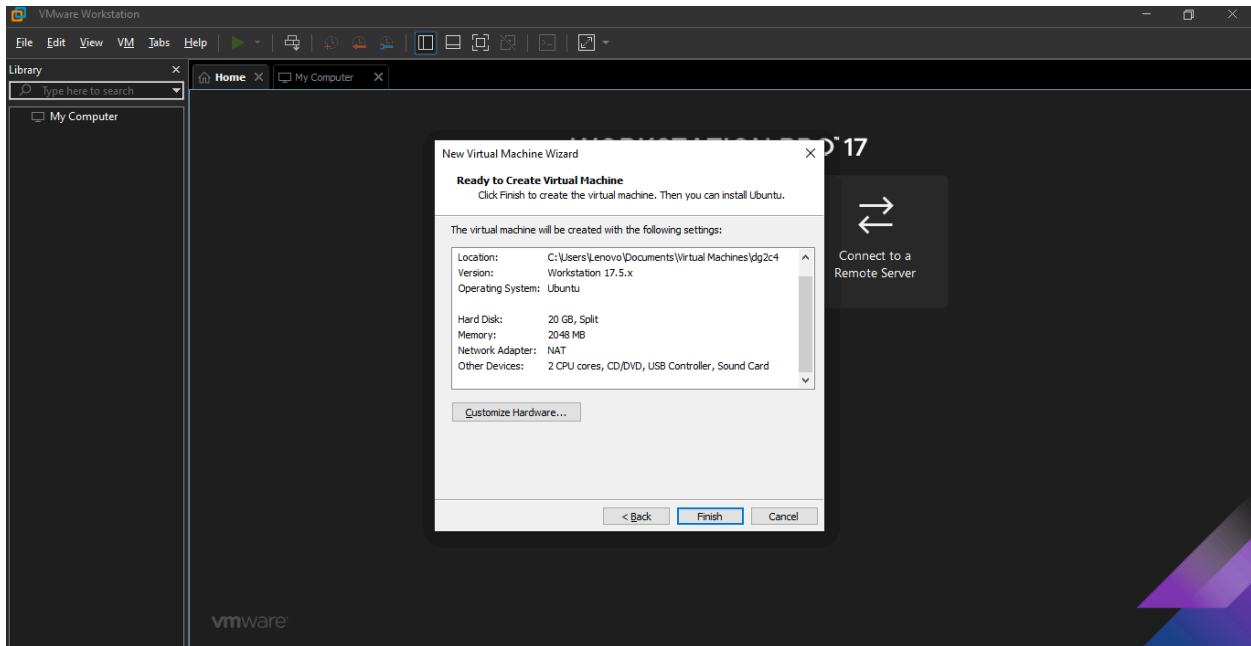 VMware Workstation
File Edit View VM Tabs Help
Library
Home
My Computer
Type here to search
My Computer
17
New Virtual Machine Wizard
Ready to Create Virtual Machine
Click Finish to create the virtual machine. Then you can install Ubuntu.
The virtual machine will be created with the following settings:
Location: C:\Users\Lenovo\Documents\Virtual Machines\dg2c4
Version: Workstation 17.5.x
Operating System: Ubuntu
Hard Disk: 20 GB, Split
Memory: 2048 MB
Network Adapter: NAT
Other Devices: 2 CPU cores, CD/DVD, USB Controller, Sound Card
Customize Hardware...
< Back Finish Cancel
Connect to a
Remote Server
vmware